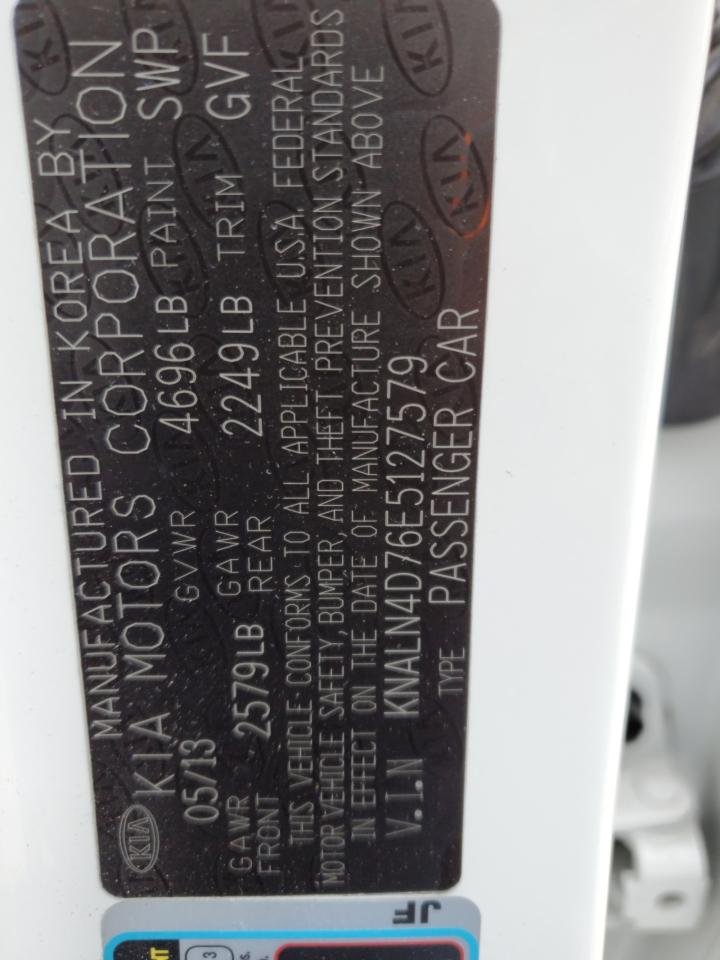 MANUFACTURED IN KOREA BY
KIA KIA MOTORS CORPORATION
05/13 GVWR 4696LB PAINT SWP
GAWR FRONT 2579LB GAWR REAR 2249LB TRIM GVF
THIS VEHICLE CONFORMS TO ALL APPLICABLE U.S.A. FEDERAL
MOTOR VEHICLE SAFETY, BUMPER, AND THEFT PREVENTION STANDARDS
IN EFFECT ON THE DATE OF MANUFACTURE SHOWN ABOVE
V.I.N KNALN4D76E5127579
TYPE PASSENGER CAR
JF
3